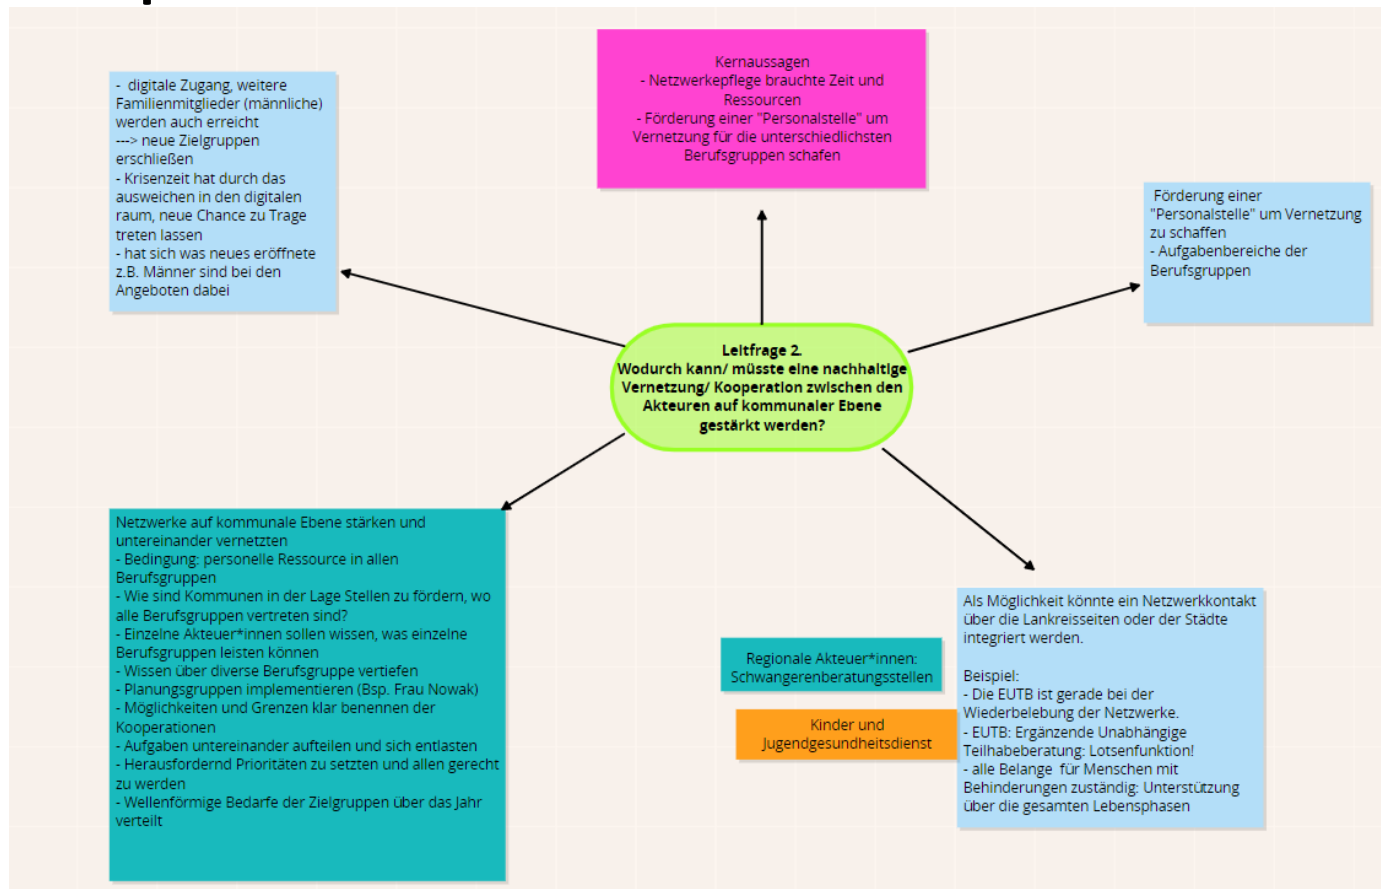 Kernaussagen
- Netzwerkepflege brauchte Zeit und
Ressourcen
- Förderung einer "Personalstelle" um
Vernetzung für die unterschiedlichsten
Berufsgruppen schafen
- digitale Zugang, weitere
Familienmitglieder (männliche)
werden auch erreicht
---> neue Zielgruppen
erschließen
- Krisenzeit hat durch das
ausweichen in den digitalen
raum, neue Chance zu Trage
treten lassen
- hat sich was neues eröffnete
z.B. Männer sind bei den
Angeboten dabei
Förderung einer
"Personalstelle" um Vernetzung
zu schaffen
- Aufgabenbereiche der
Berufsgruppen
Leitfrage 2.
Wodurch kann/ müsste eine nachhaltige
Vernetzung/ Kooperation zwischen den
Akteuren auf kommunaler Ebene
gestärkt werden?
Netzwerke auf kommunale Ebene stärken und
untereinander vernetzten
- Bedingung: personelle Ressource in allen
Berufsgruppen
- Wie sind Kommunen in der Lage Stellen zu fördern, wo
alle Berufsgruppen vertreten sind?
- Einzelne Akteuer*innen sollen wissen, was einzelne
Berufsgruppen leisten können
- Wissen über diverse Berufsgruppe vertiefen
- Planungsgruppen implementieren (Bsp. Frau Nowak)
- Möglichkeiten und Grenzen klar benennen der
Kooperationen
- Aufgaben untereinander aufteilen und sich entlasten
- Herausfordernd Prioritäten zu setzten und allen gerecht
zu werden
- Wellenförmige Bedarfe der Zielgruppen über das Jahr
verteilt
Regionale Akteuer*innen:
Schwangerenberatungsstellen
Kinder und
Jugendgesundheitsdienst
Als Möglichkeit könnte ein Netzwerkkontakt
über die Lankreisseiten oder der Städte
integriert werden.
Beispiel:
- Die EUTB ist gerade bei der
Wiederbelebung der Netzwerke.
- EUTB: Ergänzende Unabhängige
Teilhabeberatung: Lotsenfunktion!
- alle Belange für Menschen mit
Behinderungen zuständig: Unterstützung
über die gesamten Lebensphasen